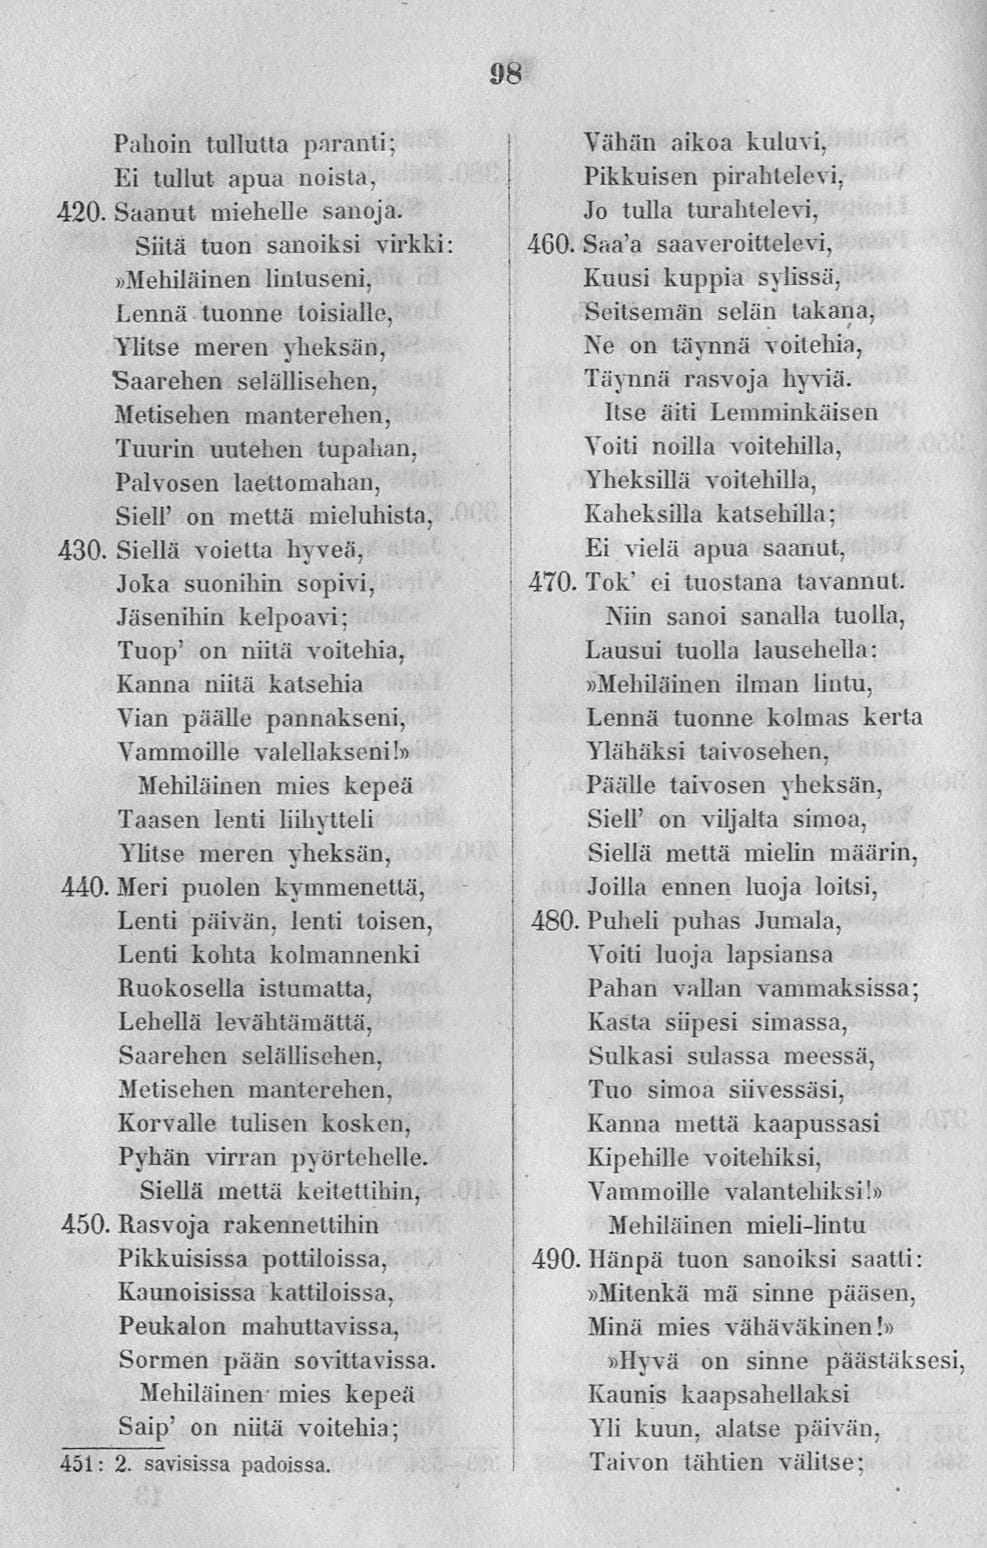 98
Pahoin tullutta paranti;
Ei tullut apua noista,
420. Saanut miehelle sanoja.
Siitä tuon sanoiksi virkki:
»Mehiläinen lintuseni,
Lennä tuonne toisialle,
Ylitse meren yheksän,
Saarehen selällisehen,
Metisehen manterehen,
Tuurin uutehen tupahan,
Palvosen laettomahan,
Siell' on mettä mieluhista,
430. Siellä voietta hyveä,
Joka suonihin sopivi,
Jäsenihin kelpoavi;
Tuop' on niitä voitehia,
Kanna niitä katsehia
Vian päälle pannakseni,
Vammoille valellakseni!»
Mehiläinen mies kepeä
Taasen lenti liihytteli
Ylitse meren yheksän,
440. Meri puolen kymmenettä,
Lenti päivän, lenti toisen,
Lenti kohta kolmannenki
Ruokosella istumatta,
Lehellä levähtämättä,
Saarehen selällisehen,
Metisehen manterehen,
Korvalle tulisen kosken,
Pyhän virran pyörtehelle.
Siellä mettä keitettihin,
450. Rasvoja rakennettihin
Pikkuisissa pottiloissa,
Kaunoisissa kattiloissa,
Peukalon mahuttavissa,
Sormen pään sovittavissa.
Mehiläinen mies kepeä
Saip' on niitä voitehia;
451: 2. savisissa padoissa.
Vähän aikoa kuluvi,
Pikkuisen pirahtelevi,
Jo tulla turahtelevi,
460. Saa'a saaveroittelevi,
Kuusi kuppia sylissä,
Seitsemän selän takana,
Ne on täynnä voitehia,
Täynnä rasvoja hyviä.
Itse äiti Lemminkäisen
Voiti noilla voitehilla,
Yheksillä voitehilla,
Kaheksilla katsehilla;
Ei vielä apua saanut,
470. Tok' ei tuostana tavannut.
Niin sanoi sanalla tuolla,
Lausui tuolla lausehella:
»Mehiläinen ilman lintu,
Lennä tuonne kolmas kerta
Ylähäksi taivosehen,
Päälle taivosen yheksän,
Siell' on viljalta simoa,
Siellä mettä mielin määrin,
Joilla ennen luoja loitsi,
480. Puheli puhas Jumala,
Voiti luoja lapsiansa
Pahan vallan vammaksissa;
Kasta siipesi simassa,
Sulkasi sulassa meessä,
Tuo simoa siivessäsi,
Kanna mettä kaapussasi
Kipehille voitehiksi,
Vammoille valantehiksi!»
Mehiläinen mieli-lintu
490. Hänpä tuon sanoiksi saatti:
»Mitenkä mä sinne pääsen,
Minä mies vähäväkinen!»
»Hyvä on sinne päästäksesi,
Kaunis kaapsahellaksi
Yli kuun, alatse päivän,
Taivon tähtien välitse;